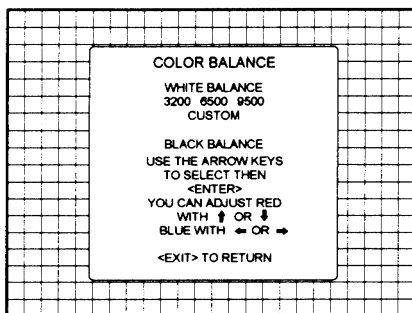 COLOR BALANCE
WHITE BALANCE
3200 6500 9500
CUSTOM
BLACK BALANCE
USE THE ARROW KEYS
TO SELECT THEN
<ENTER>
YOU CAN ADJUST RED
WITH ↑ OR ↓
BLUE WITH ← OR →
<EXIT> TO RETURN